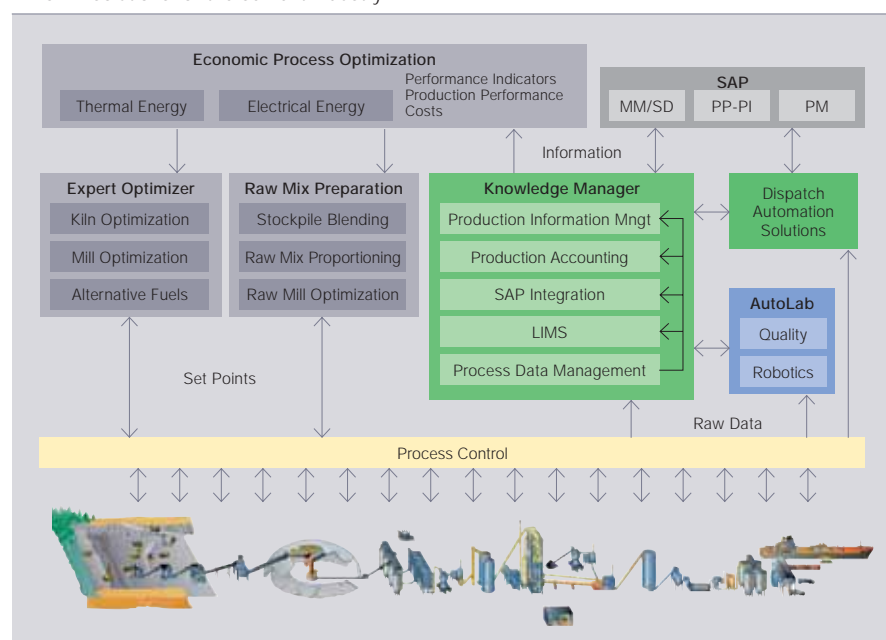 Economic Process Optimization
Thermal Energy
Electrical Energy
Performance Indicators
Production Performance
Costs
SAP
MM/SD
PP-PI
PM
Information
Expert Optimizer
Kiln Optimization
Mill Optimization
Alternative Fuels
Raw Mix Preparation
Stockpile Blending
Raw Mix Proportioning
Raw Mill Optimization
Knowledge Manager
Production Information Mngt
Production Accounting
SAP Integration
LIMS
Process Data Management
Dispatch
Automation
Solutions
AutoLab
Quality
Robotics
Set Points
Raw Data
Process Control